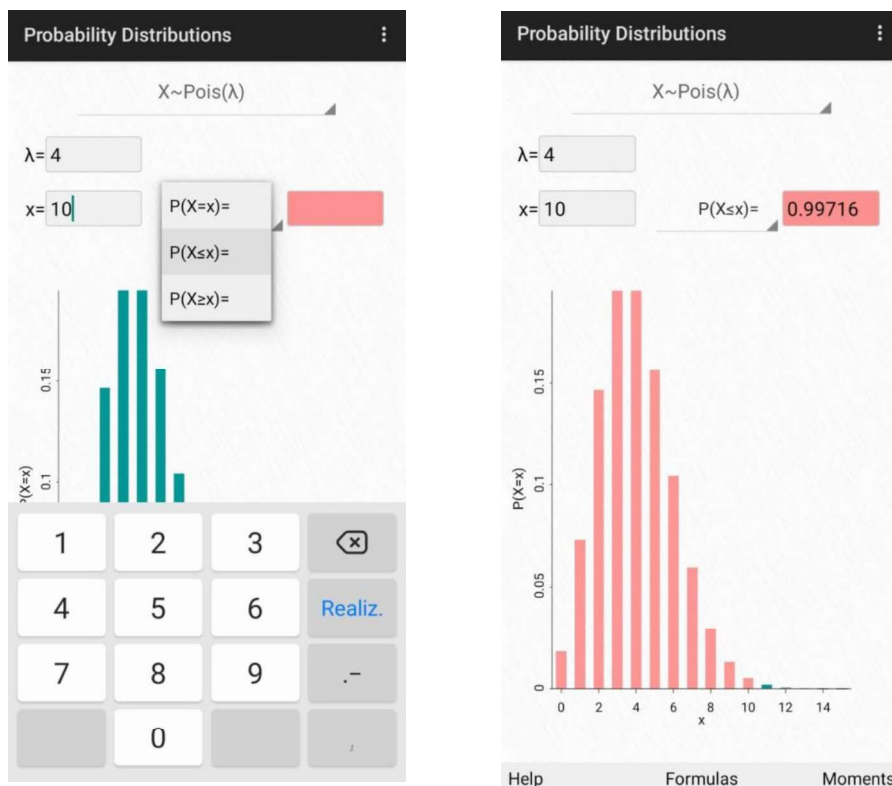 Probability Distributions
X~Pois(λ)
λ= 4
x= 10
P(X=x)=
P(X≤x)=
P(X≥x)=
0.15
0.1
P(X=x)
1 2 3
4 5 6 Realiz.
7 8 9 .-
0 ,
Probability Distributions
X~Pois(λ)
λ= 4
x= 10 P(X≤x)= 0.99716
0.15
0.1
0.05
0
P(X=x)
0 2 4 6 8 10 12 14
x
Help Formulas Moments